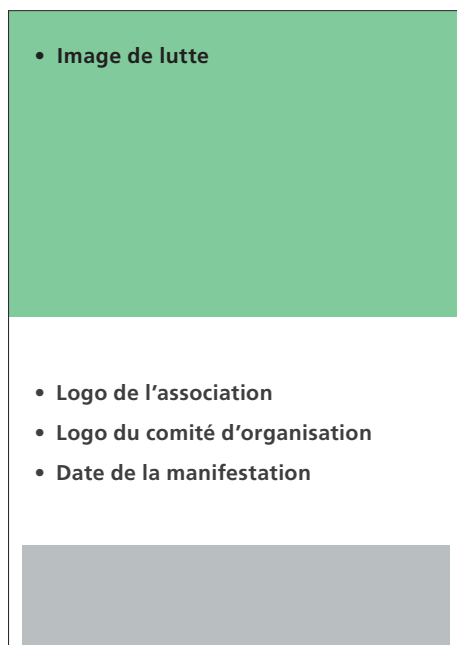 • Image de lutte
• Logo de l’association
• Logo du comité d’organisation
• Date de la manifestation